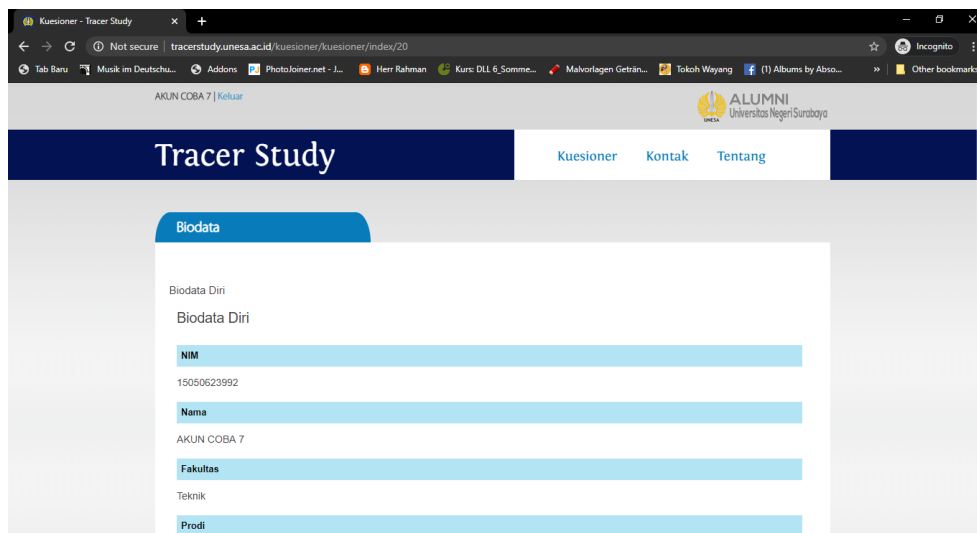 Kuesioner - Tracer Study
Not secure | tracerstudy.unesa.ac.id/kuesioner/kuesioner/index/20
Incognito
Tab Baru Musik im Deutschu... Addons PhotoJoiner.net - J... Herr Rahman Kurs: DLL 6_Somme... Malvorlagen Geträn... Tokoh Wayang (1) Albums by Abso... » Other bookmarks
AKUN COBA 7 | Keluar
UNESA
ALUMNI
Universitas Negeri Surabaya
Tracer Study
Kuesioner Kontak Tentang
Biodata
Biodata Diri
Biodata Diri
NIM
15050623992
Nama
AKUN COBA 7
Fakultas
Teknik
Prodi